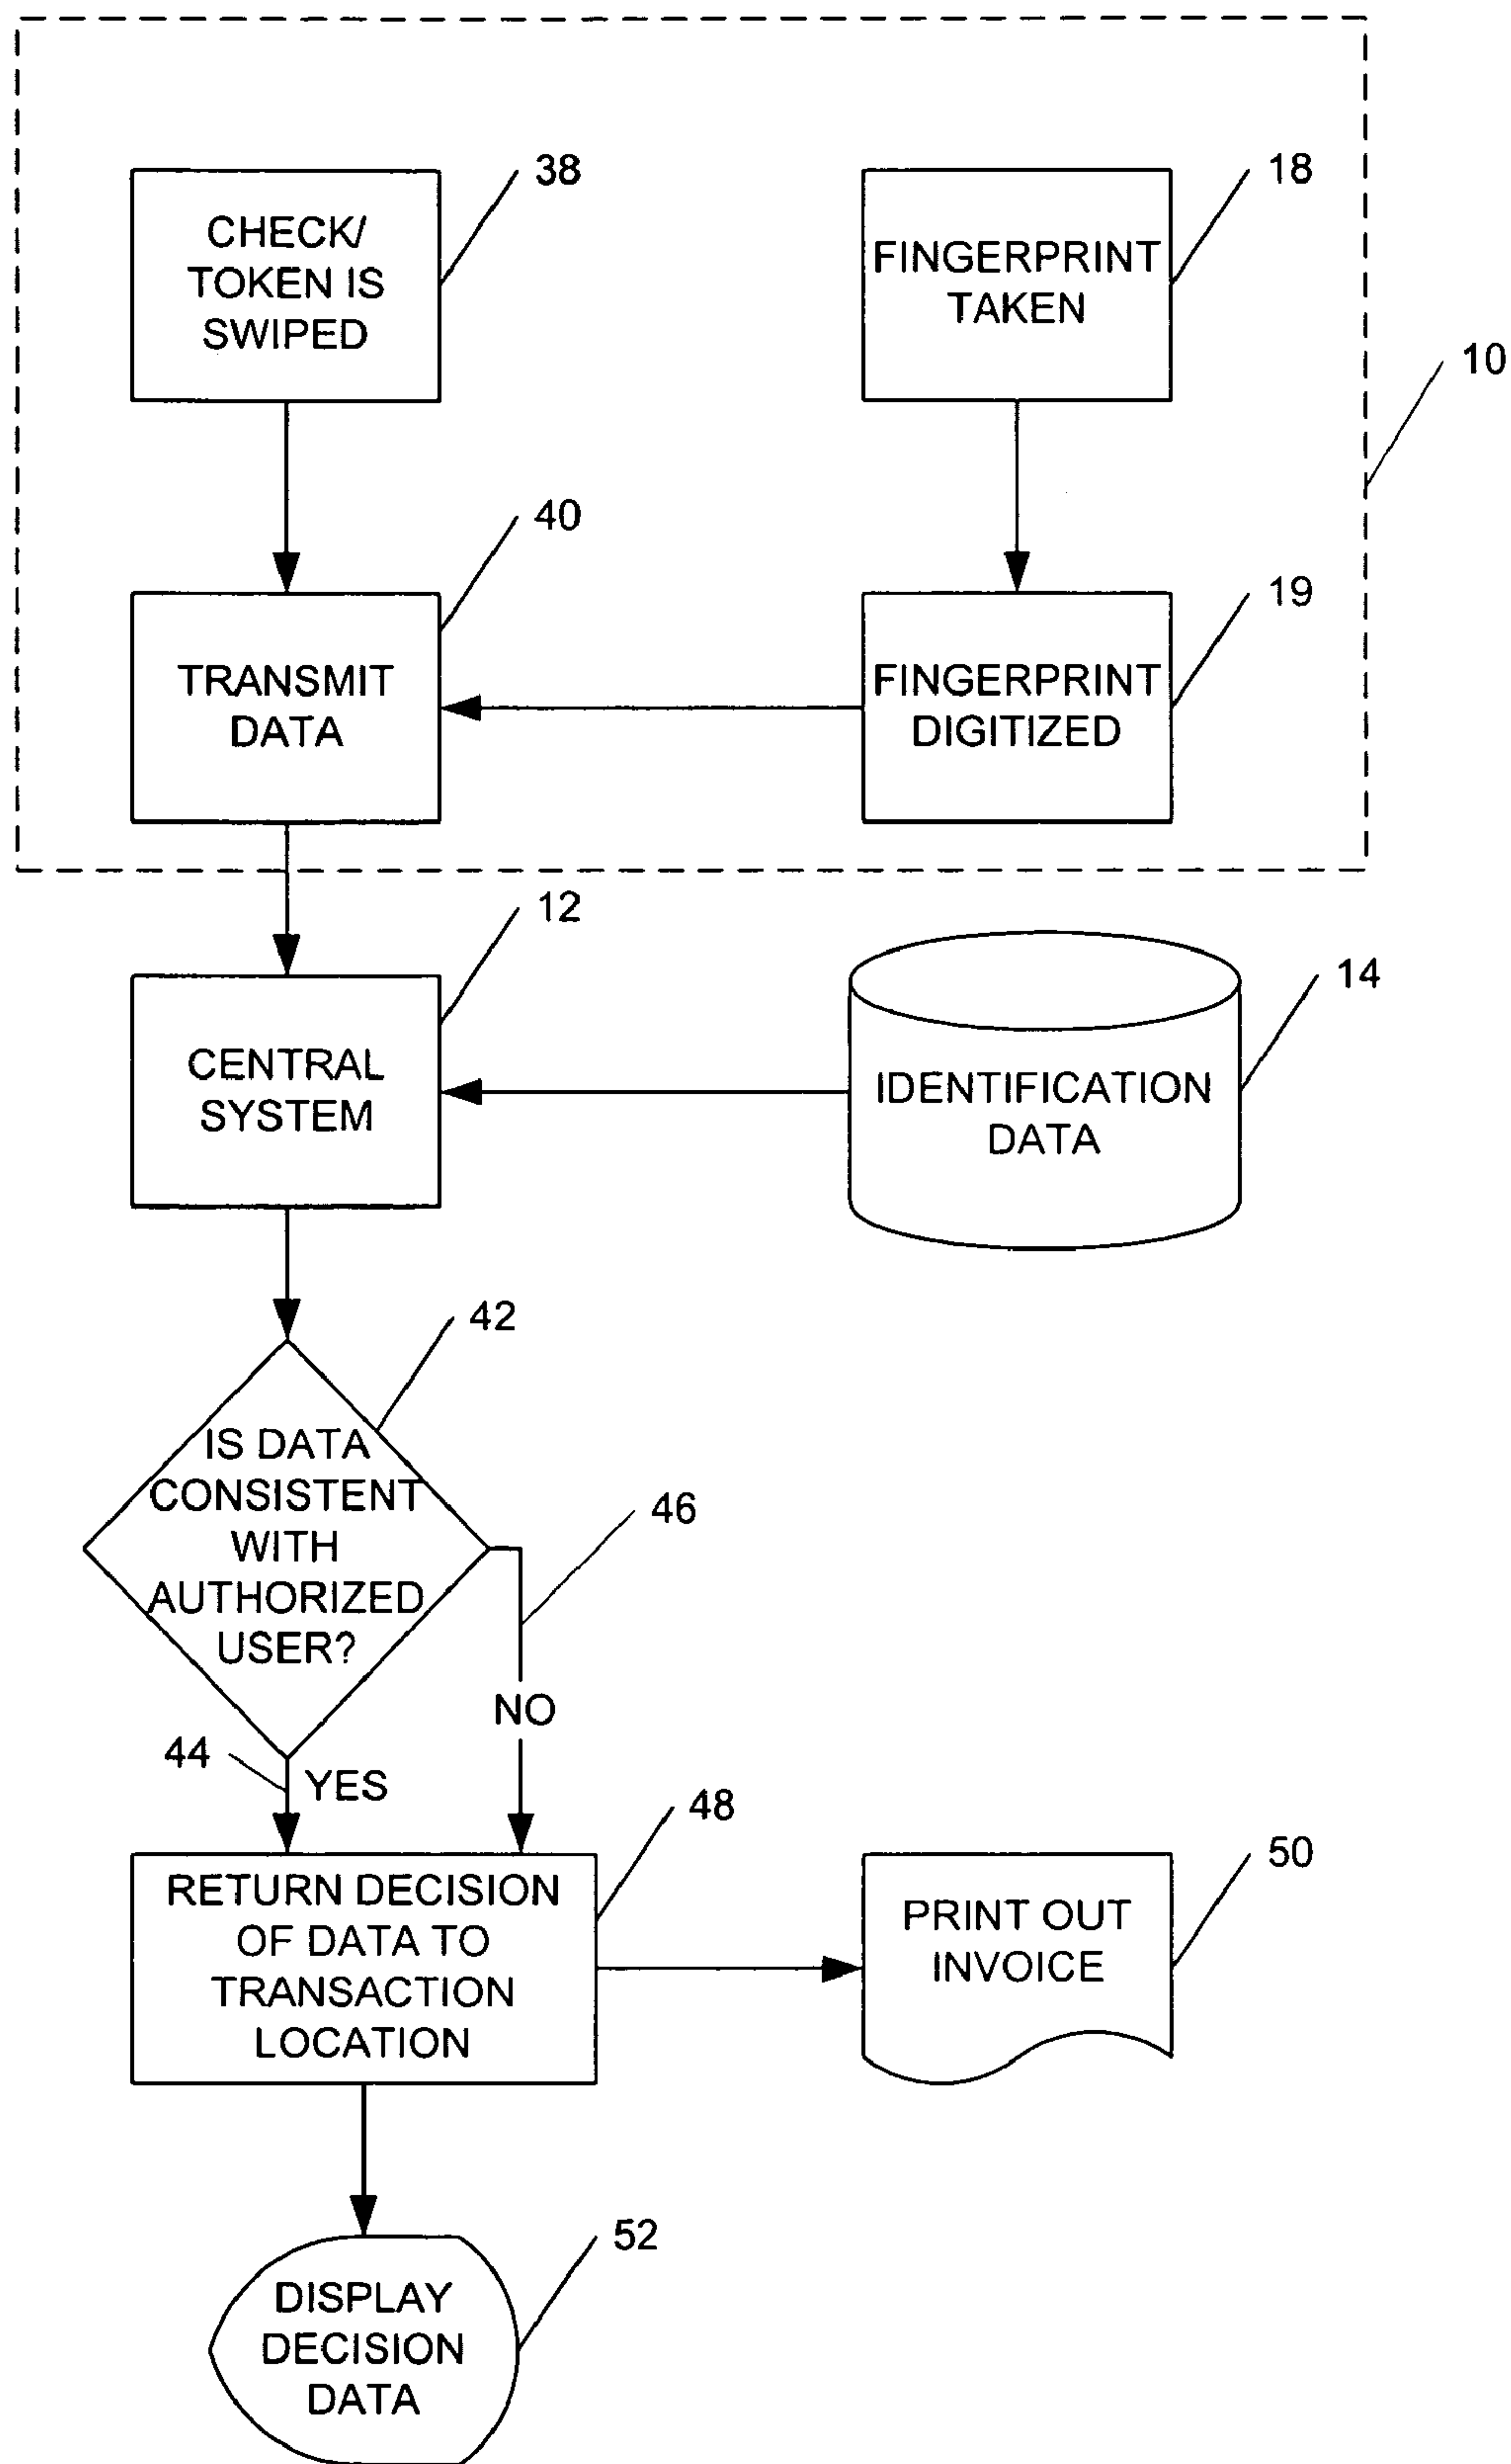 38
CHECK/
TOKEN IS
SWIPED
18
FINGERPRINT
TAKEN
10
40
TRANSMIT
DATA
19
FINGERPRINT
DIGITIZED
12
CENTRAL
SYSTEM
14
IDENTIFICATION
DATA
42
IS DATA
CONSISTENT
WITH
AUTHORIZED
USER?
46
NO
44
YES
48
RETURN DECISION
OF DATA TO
TRANSACTION
LOCATION
50
PRINT OUT
INVOICE
52
DISPLAY
DECISION
DATA